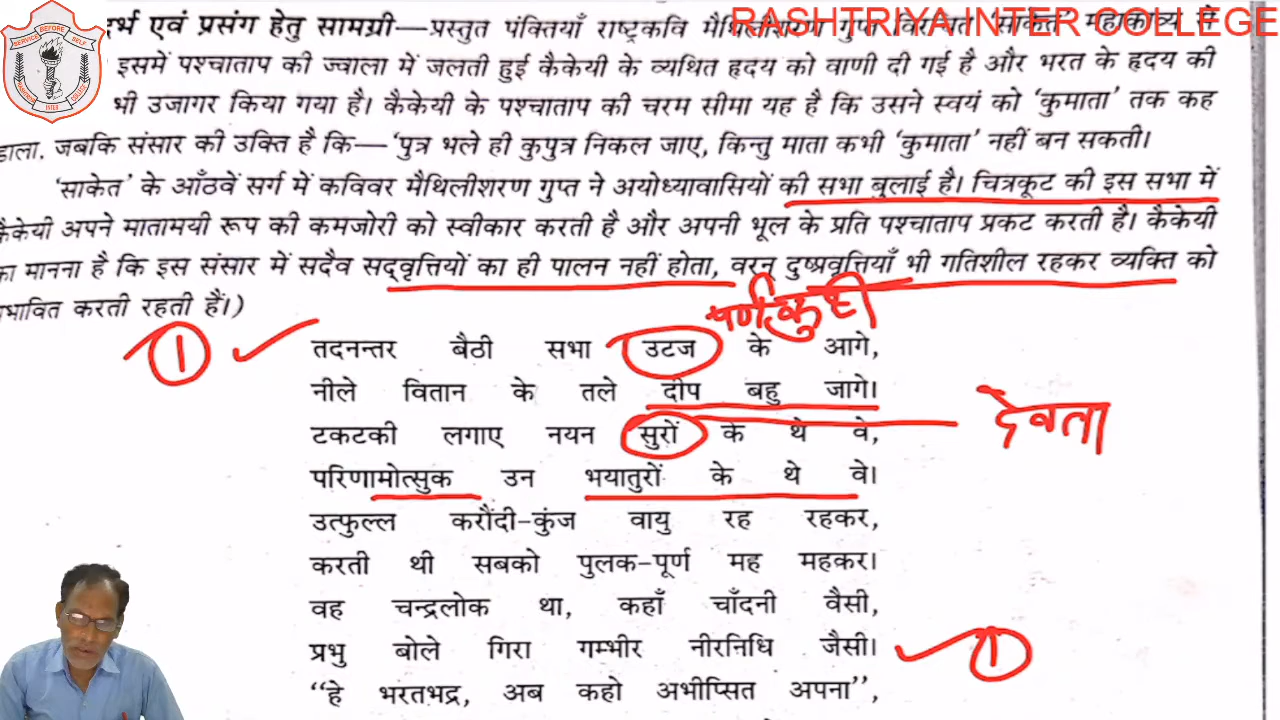 RASHTRIYA INTER COLLEGE
र्भ एवं प्रसंग हेतु सामग्री—प्रस्तुत पंक्तियाँ राष्ट्रकवि मैथिलीशरण गुप्त विरचित 'साकेत' महाकाव्य से
इसमें पश्चाताप की ज्वाला में जलती हुई कैकेयी के व्यथित हृदय को वाणी दी गई है और भरत के हृदय की
भी उजागर किया गया है। कैकेयी के पश्चाताप की चरम सीमा यह है कि उसने स्वयं को 'कुमाता' तक कह
डाला, जबकि संसार की उक्ति है कि— 'पुत्र भले ही कुपुत्र निकल जाए, किन्तु माता कभी 'कुमाता' नहीं बन सकती।
'साकेत' के आँठवें सर्ग में कविवर मैथिलीशरण गुप्त ने अयोध्यावासियों की सभा बुलाई है। चित्रकूट की इस सभा में
कैकेयी अपने मातामयी रूप की कमजोरी को स्वीकार करती है और अपनी भूल के प्रति पश्चाताप प्रकट करती है। कैकेयी
का मानना है कि इस संसार में सदैव सद्वृत्तियों का ही पालन नहीं होता, वरन् दुष्प्रवृत्तियाँ भी गतिशील रहकर व्यक्ति को
प्रभावित करती रहती हैं।)
पर्ण कुटी
1 तदनन्तर बैठी सभा उटज के आगे,
नीले वितान के तले दीप बहु जागे।
टकटकी लगाए नयन सुरों के थे वे, देवता
परिणामोत्सुक उन भयातुरों के थे वे।
उत्फुल्ल करौंदी-कुंज वायु रह रहकर,
करती थी सबको पुलक-पूर्ण मह महकर।
वह चन्द्रलोक था, कहाँ चाँदनी वैसी,
प्रभु बोले गिरा गम्भीर नीरनिधि जैसी। 1
"हे भरतभद्र, अब कहो अभीप्सित अपना",